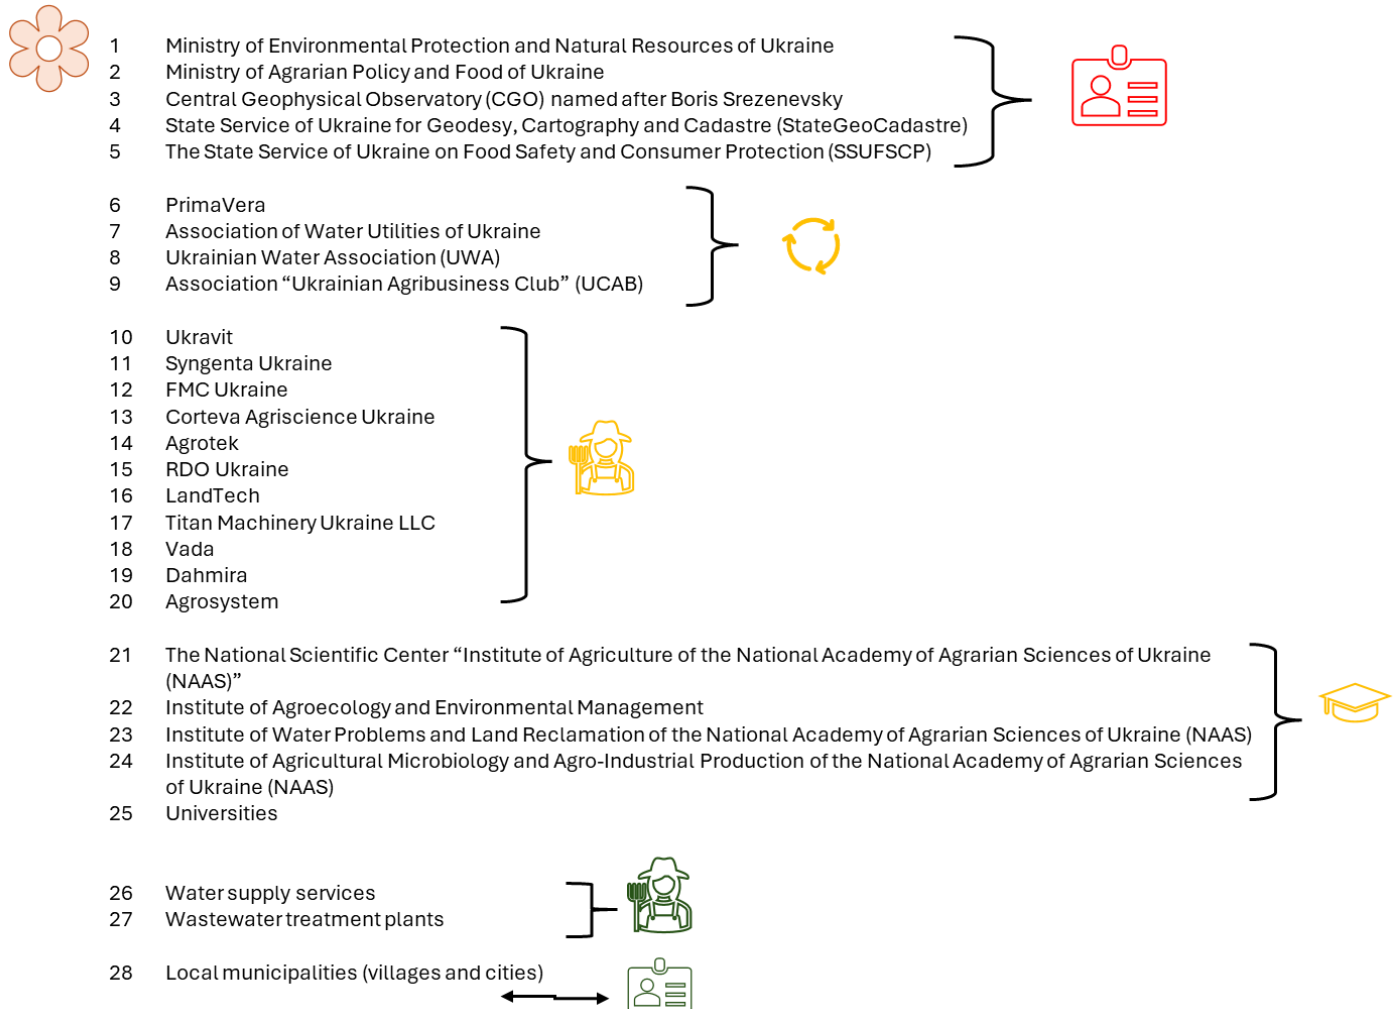 1 Ministry of Environmental Protection and Natural Resources of Ukraine
2 Ministry of Agrarian Policy and Food of Ukraine
3 Central Geophysical Observatory (CGO) named after Boris Srezenevsky
4 State Service of Ukraine for Geodesy, Cartography and Cadastre (StateGeoCadastre)
5 The State Service of Ukraine on Food Safety and Consumer Protection (SSUFSCP)
6 PrimaVera
7 Association of Water Utilities of Ukraine
8 Ukrainian Water Association (UWA)
9 Association “Ukrainian Agribusiness Club” (UCAB)
10 Ukravit
11 Syngenta Ukraine
12 FMC Ukraine
13 Corteva Agriscience Ukraine
14 Agrotek
15 RDO Ukraine
16 LandTech
17 Titan Machinery Ukraine LLC
18 Vada
19 Dahmira
20 Agrosystem
21 The National Scientific Center “Institute of Agriculture of the National Academy of Agrarian Sciences of Ukraine
(NAAS)”
22 Institute of Agroecology and Environmental Management
23 Institute of Water Problems and Land Reclamation of the National Academy of Agrarian Sciences of Ukraine (NAAS)
24 Institute of Agricultural Microbiology and Agro-Industrial Production of the National Academy of Agrarian Sciences
of Ukraine (NAAS)
25 Universities
26 Water supply services
27 Wastewater treatment plants
28 Local municipalities (villages and cities)